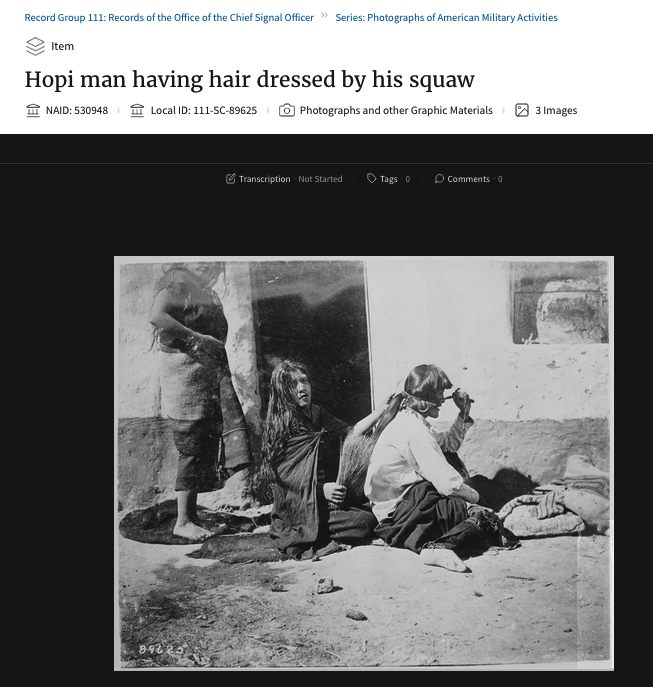 Record Group 111: Records of the Office of the Chief Signal Officer » Series: Photographs of American Military Activities
Item
Hopi man having hair dressed by his squaw
NAID: 530948 Local ID: 111-SC-89625 Photographs and other Graphic Materials 3 Images
Transcription Not Started Tags 0 Comments 0
89625